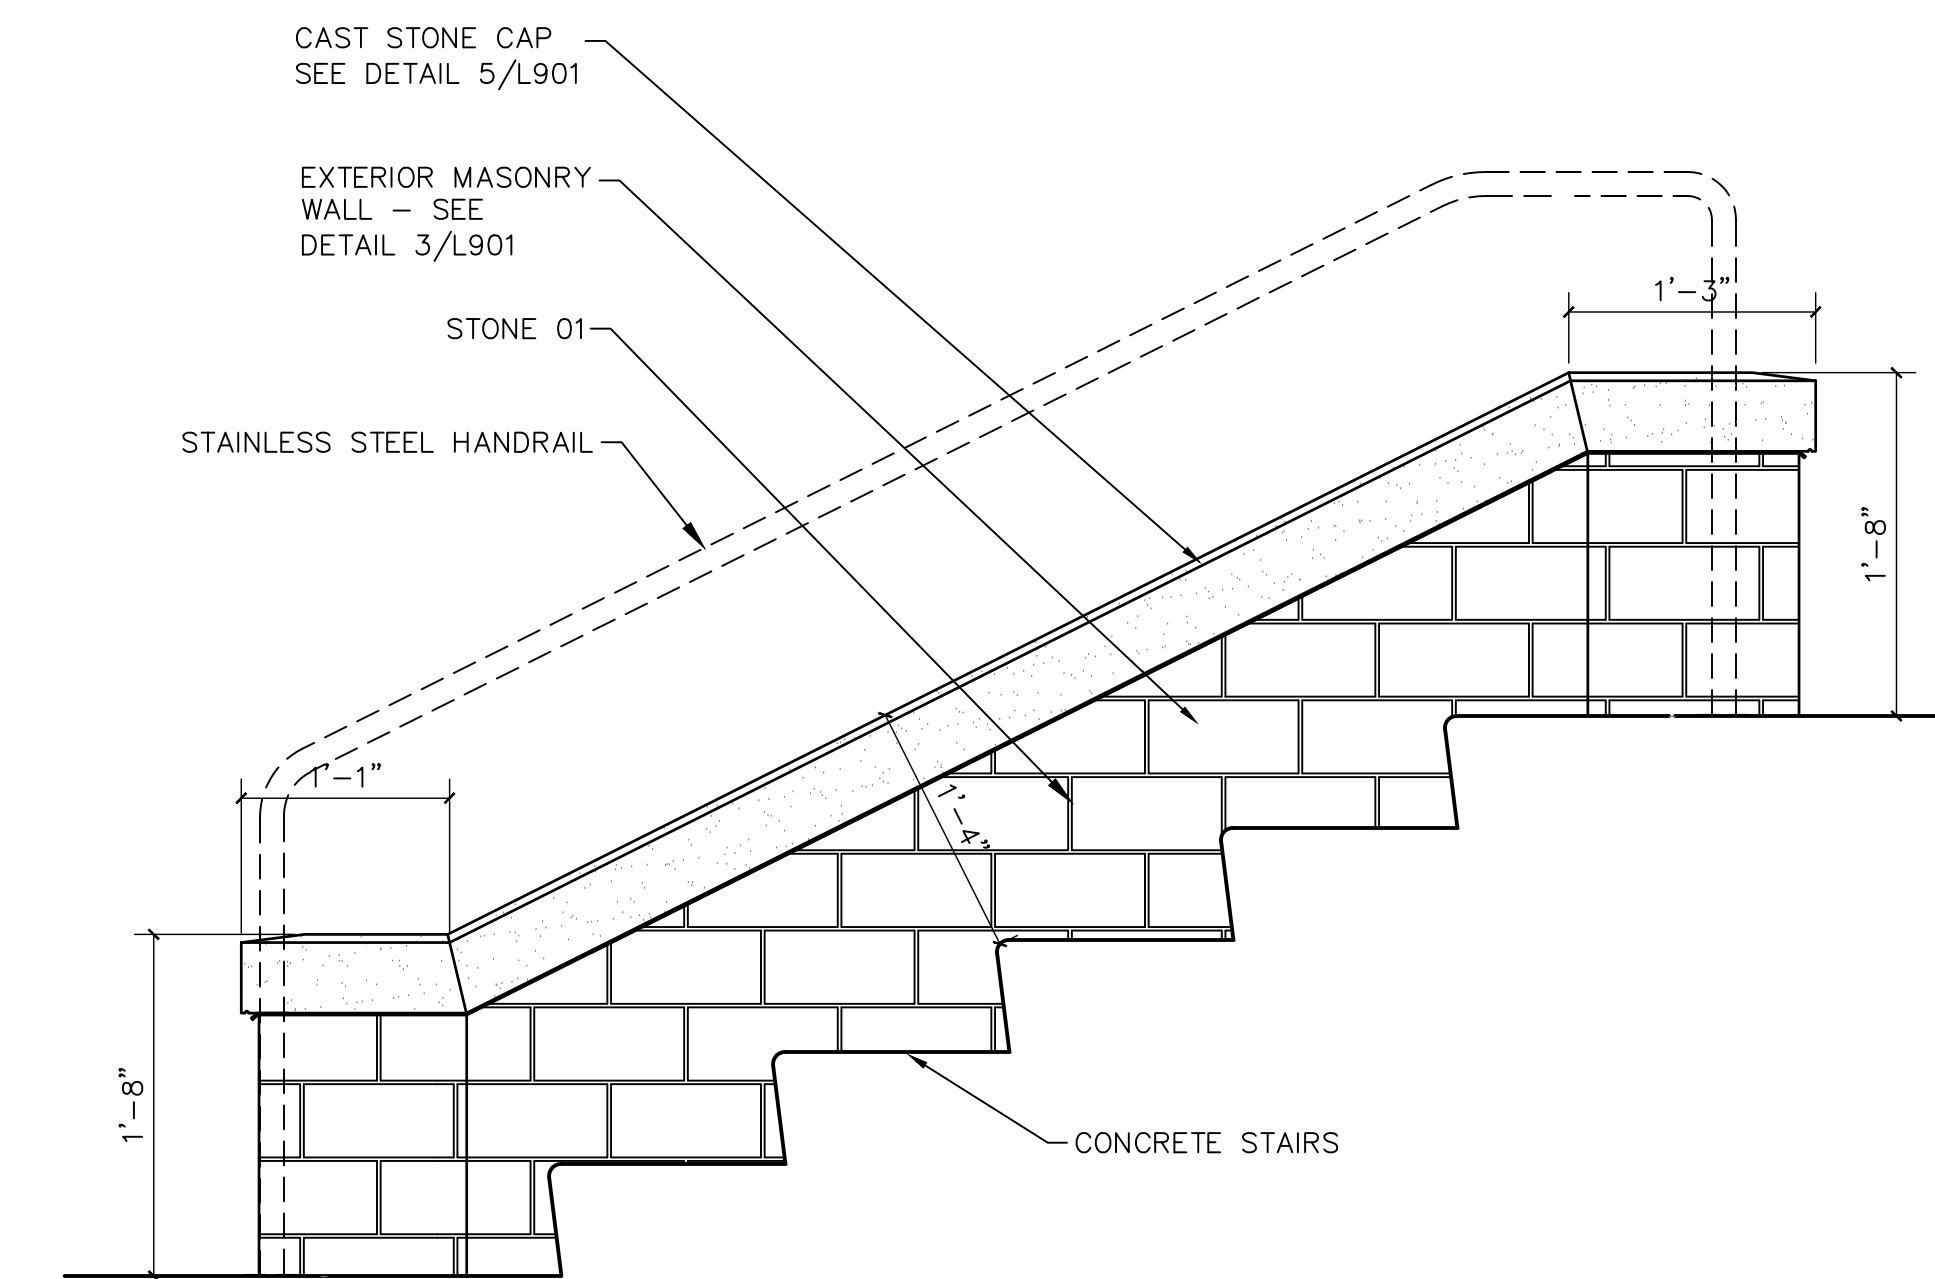 CAST STONE CAP
SEE DETAIL 5/L901
EXTERIOR MASONRY
WALL - SEE
DETAIL 3/L901
STONE 01
STAINLESS STEEL HANDRAIL
1'-3"
1'-8"
1'-1"
1'-4"
1'-8"
CONCRETE STAIRS